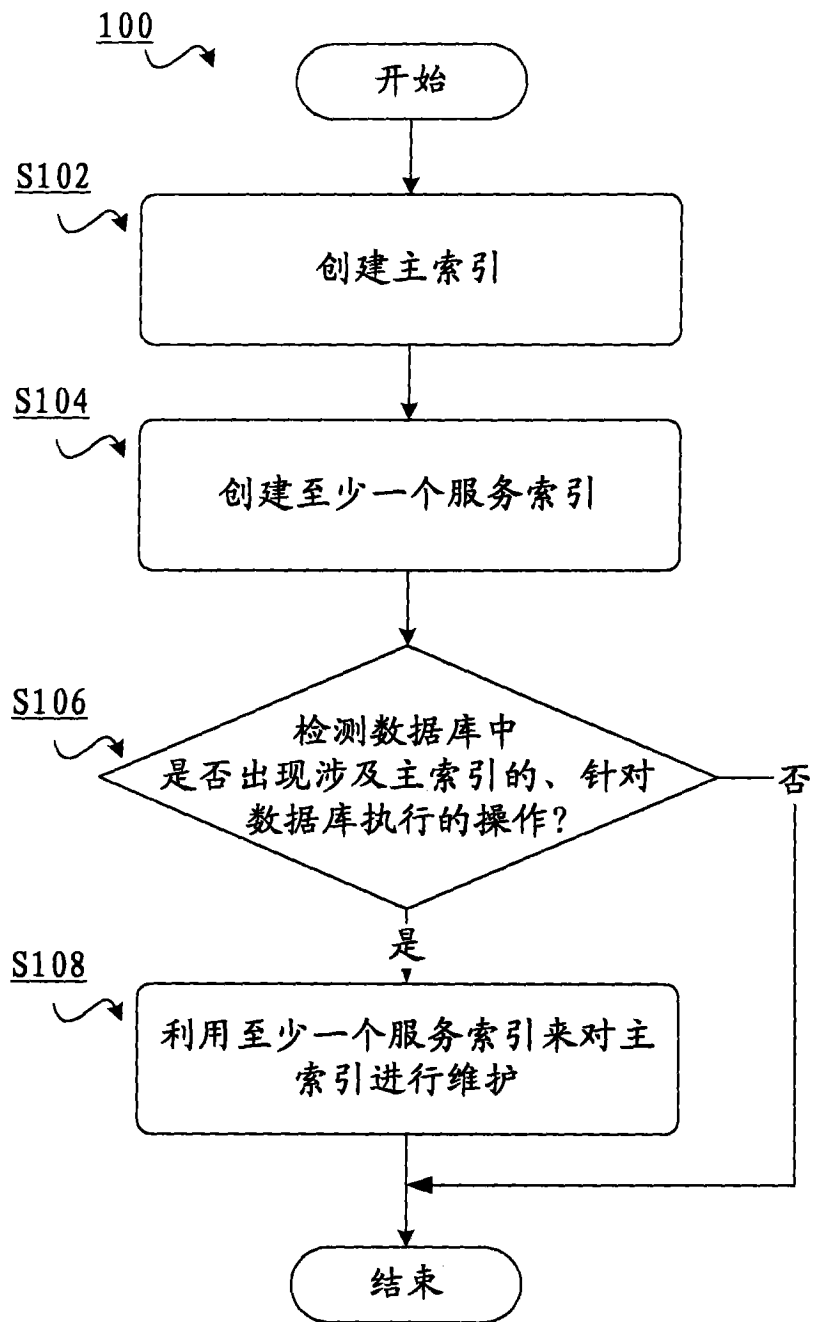 100
开始
S102
创建主索引
S104
创建至少一个服务索引
S106
检测数据库中
是否出现涉及主索引的、针对
数据库执行的操作?
否
是
S108
利用至少一个服务索引来对主
索引进行维护
结束